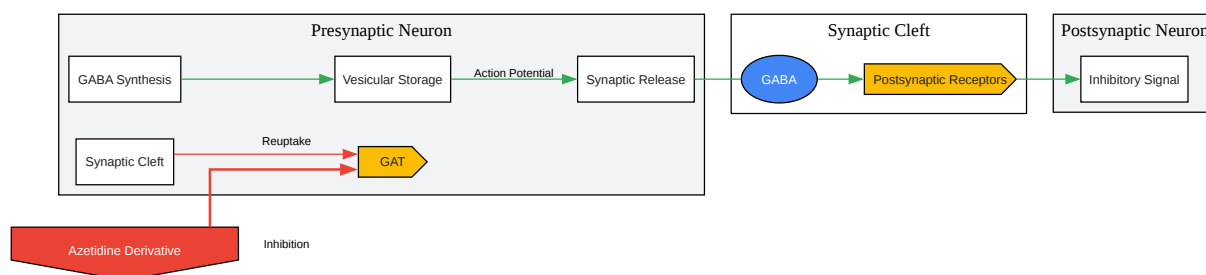 Presynaptic Neuron
Synaptic Cleft
Postsynaptic Neuron
GABA Synthesis
Vesicular Storage
Action Potential
Synaptic Release
GABA
Postsynaptic Receptors
Inhibitory Signal
Reuptake
Synaptic Cleft
GAT
Azetidine Derivative
Inhibition